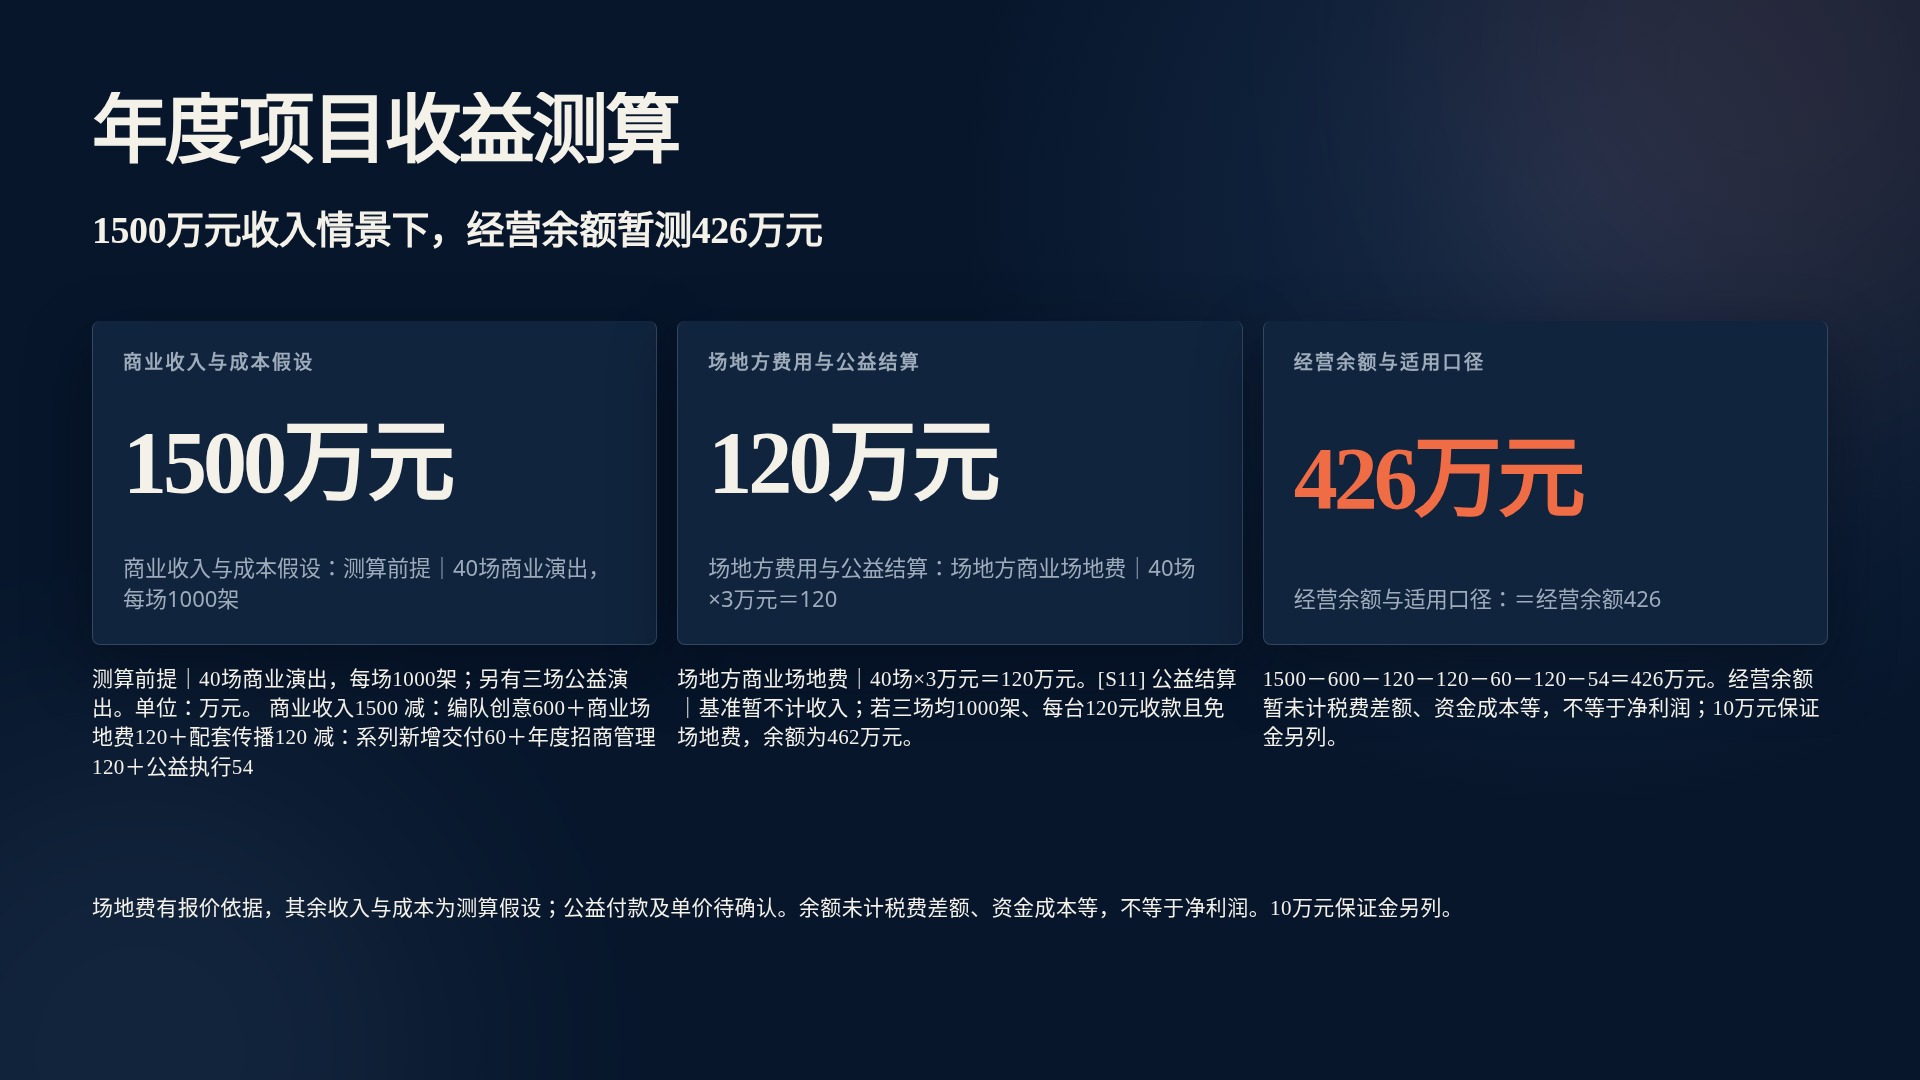 年度项目收益测算
1500万元收入情景下，经营余额暂测426万元
商业收入与成本假设
1500万元
商业收入与成本假设：测算前提｜40场商业演出，
每场1000架
场地方费用与公益结算
120万元
场地方费用与公益结算：场地方商业场地费｜40场
×3万元＝120
经营余额与适用口径
426万元
经营余额与适用口径：＝经营余额426
测算前提｜40场商业演出，每场1000架；另有三场公益演
出。单位：万元。 商业收入1500 减：编队创意600＋商业场
地费120＋配套传播120 减：系列新增交付60＋年度招商管理
120＋公益执行54
场地方商业场地费｜40场×3万元＝120万元。[S11] 公益结算
｜基准暂不计收入；若三场均1000架、每台120元收款且免
场地费，余额为462万元。
1500－600－120－120－60－120－54＝426万元。经营余额
暂未计税费差额、资金成本等，不等于净利润；10万元保证
金另列。
场地费有报价依据，其余收入与成本为测算假设；公益付款及单价待确认。余额未计税费差额、资金成本等，不等于净利润。10万元保证金另列。